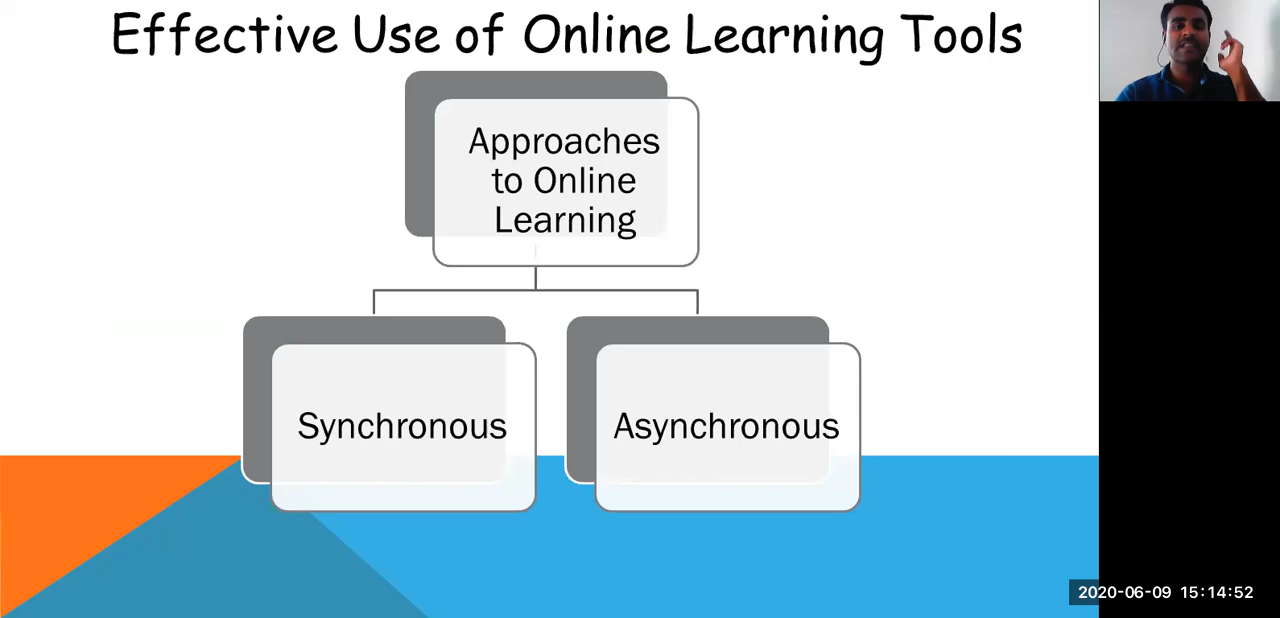 Effective Use of Online Learning Tools
Approaches
to Online
Learning
Synchronous
Asynchronous
2020-06-09 15:14:52